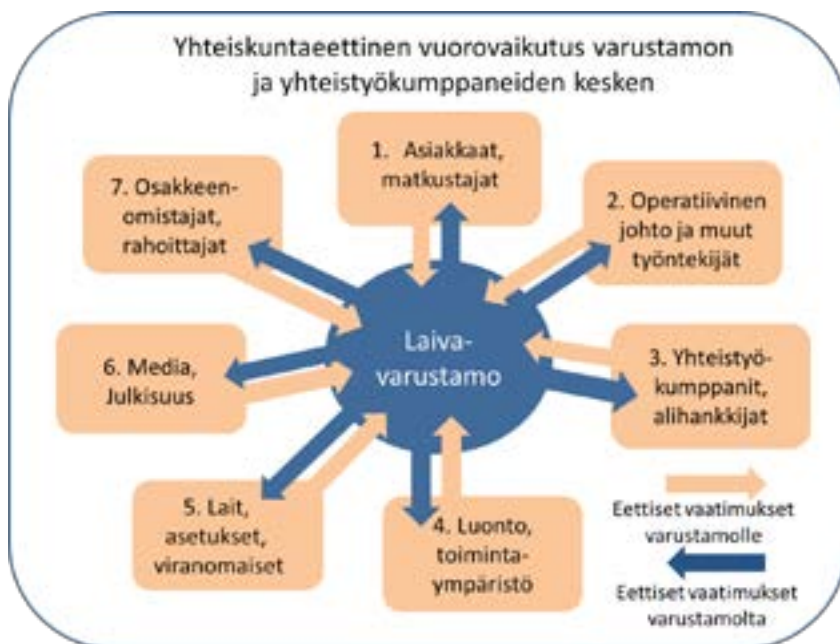 Yhteiskuntaeettinen vuorovaikutus varustamon
ja yhteistyökumppaneiden kesken
1. Asiakkaat,
matkustajat
2. Operatiivinen
johto ja muut
työntekijät
3. Yhteistyö-
kumppanit,
alihankkijat
4. Luonto,
toiminta-
ympäristö
5. Lait,
asetukset,
viranomaiset
6. Media,
Julkisuus
7. Osakkeen-
omistajat,
rahoittajat
Laiva-
varustamo
Eettiset vaatimukset
varustamolle
Eettiset vaatimukset
varustamolta